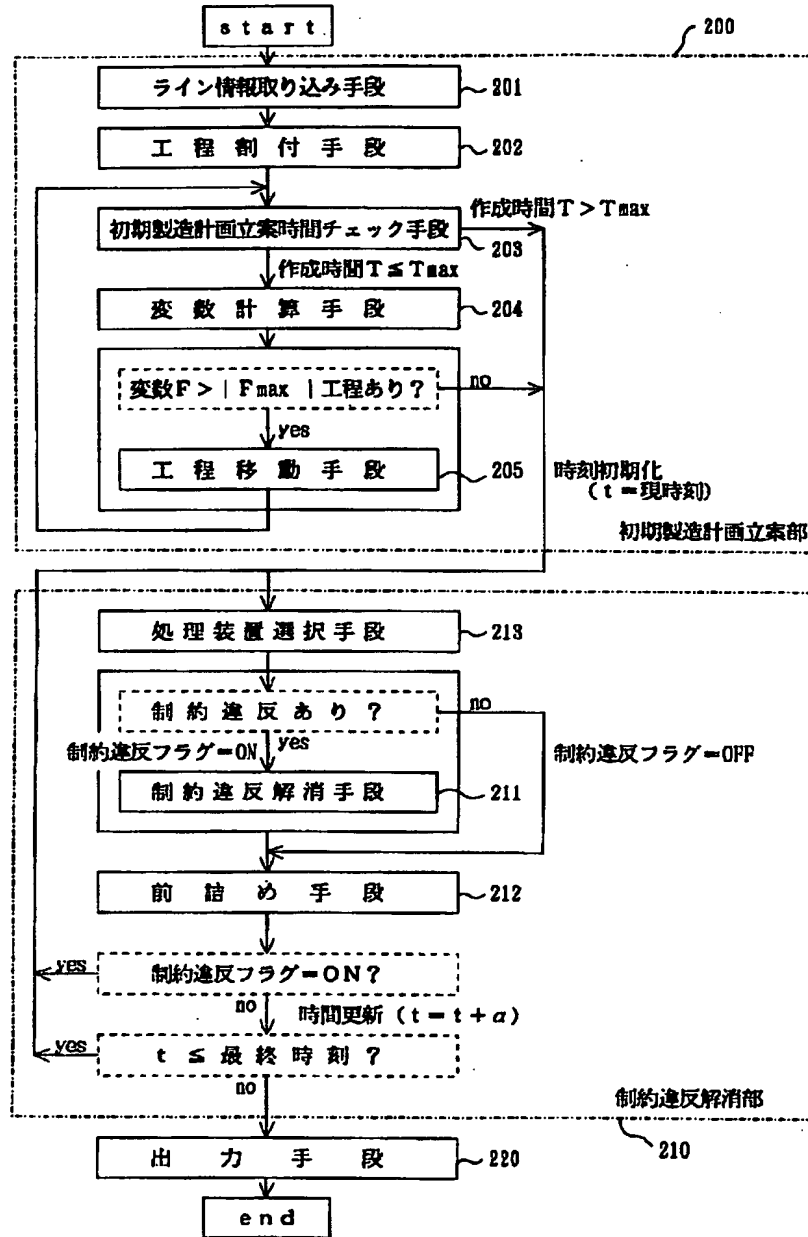 start
200
ライン情報取り込み手段
201
工程割付手段
202
作成時間T>Tmax
初期製造計画立案時間チェック手段
203
作成時間T≦Tmax
変数計算手段
204
変数F>|Fmax|工程あり?
no
yes
工程移動手段
205
時刻初期化
(t=現時刻)
初期製造計画立案部
処理装置選択手段
213
制約違反あり?
no
制約違反フラグ=ON
yes
制約違反フラグ=OFF
制約違反解消手段
211
前詰め手段
212
yes
制約違反フラグ=ON?
no
時間更新(t=t+α)
yes
t≦最終時刻?
no
制約違反解消部
210
出力手段
220
end